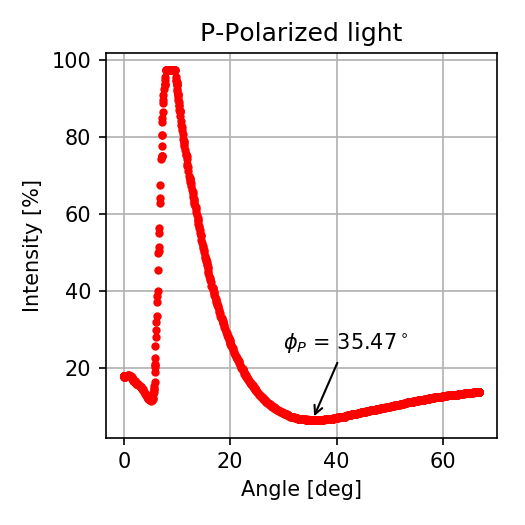 P-Polarized light
Intensity [%]
100
80
60
40
20
ϕ_P = 35.47°
0 20 40 60
Angle [deg]